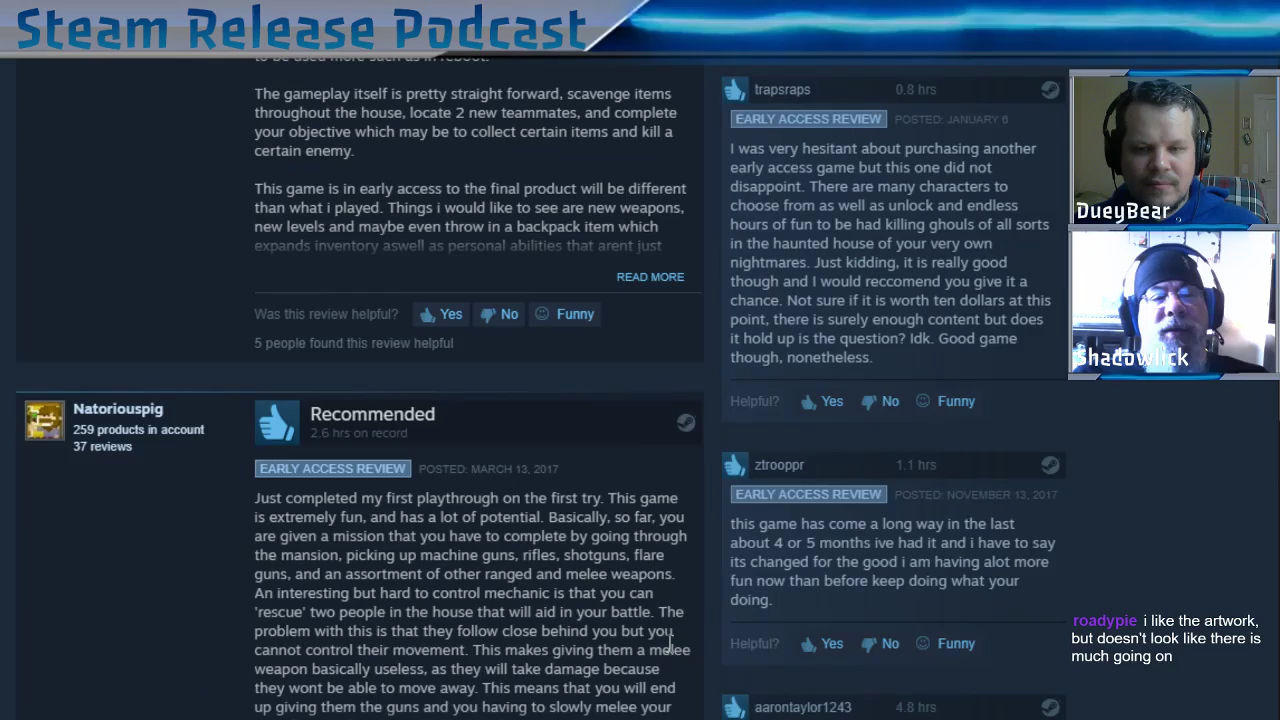 Steam Release Podcast
to be used more such as in reboot.
The gameplay itself is pretty straight forward, scavenge items
throughout the house, locate 2 new teammates, and complete
your objective which may be to collect certain items and kill a
certain enemy.
This game is in early access to the final product will be different
than what i played. Things i would like to see are new weapons,
new levels and maybe even throw in a backpack item which
expands inventory aswell as personal abilities that arent just
READ MORE
Was this review helpful? Yes No Funny
5 people found this review helpful
Natoriouspig
259 products in account
37 reviews
Recommended
2.6 hrs on record
EARLY ACCESS REVIEW POSTED: MARCH 13, 2017
Just completed my first playthrough on the first try. This game
is extremely fun, and has a lot of potential. Basically, so far, you
are given a mission that you have to complete by going through
the mansion, picking up machine guns, rifles, shotguns, flare
guns, and an assortment of other ranged and melee weapons.
An interesting but hard to control mechanic is that you can
'rescue' two people in the house that will aid in your battle. The
problem with this is that they follow close behind you but you
cannot control their movement. This makes giving them a melee
weapon basically useless, as they will take damage because
they wont be able to move away. This means that you will end
up giving them the guns and you having to slowly melee your
trapsraps 0.8 hrs
EARLY ACCESS REVIEW POSTED: JANUARY 6
I was very hesitant about purchasing another
early access game but this one did not
disappoint. There are many characters to
choose from as well as unlock and endless
hours of fun to be had killing ghouls of all sorts
in the haunted house of your very own
nightmares. Just kidding, it is really good
though and I would reccomend you give it a
chance. Not sure if it is worth ten dollars at this
point, there is surely enough content but does
it hold up is the question? Idk. Good game
though, nonetheless.
Helpful? Yes No Funny
ztrooppr 1.1 hrs
EARLY ACCESS REVIEW POSTED: NOVEMBER 13, 2017
this game has come a long way in the last
about 4 or 5 months ive had it and i have to say
its changed for the good i am having alot more
fun now than before keep doing what your
doing.
Helpful? Yes No Funny
aarontaylor1243 4.8 hrs
DueyBear
Shadowlick
roadypie i like the artwork,
but doesn't look like there is
much going on